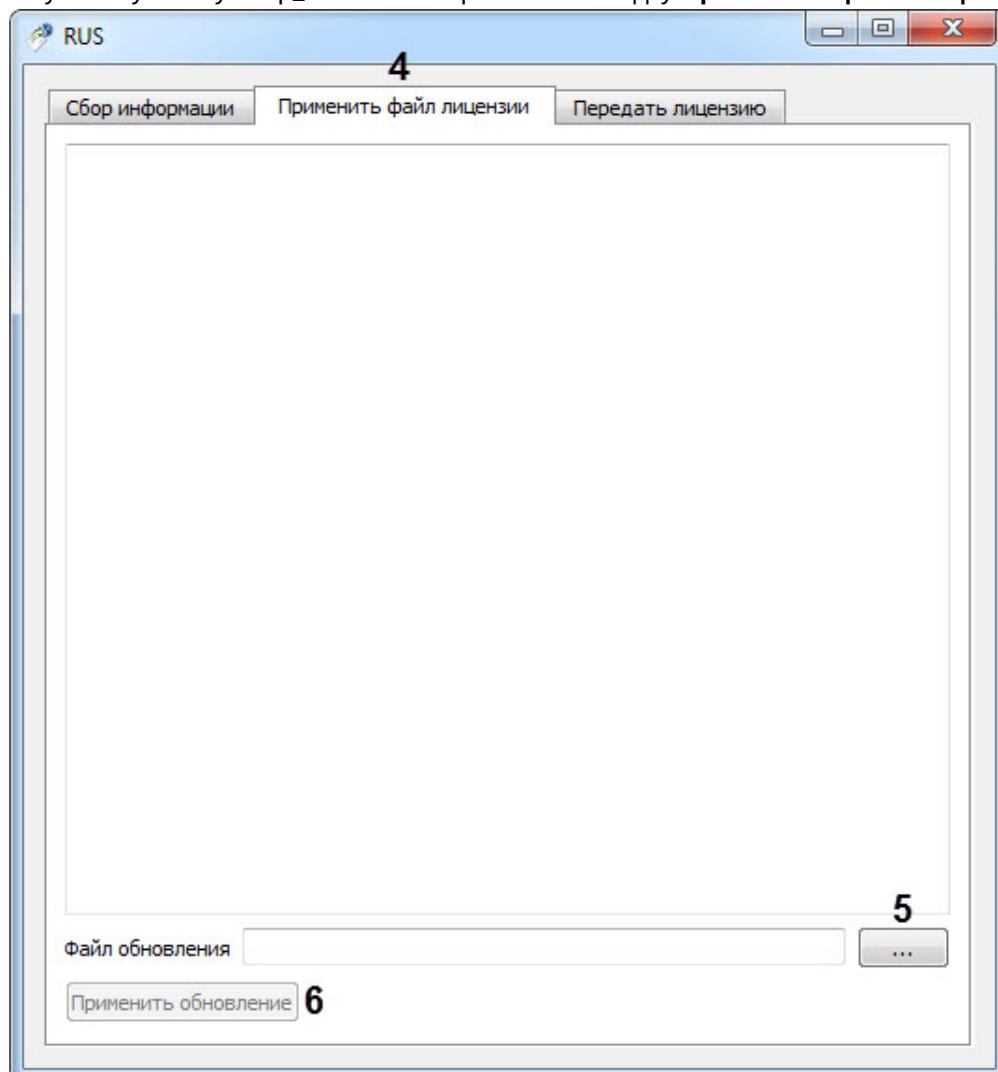 RUS
4
Сбор информации Применить файл лицензии Передать лицензию
5
Файл обновления ...
Применить обновление 6